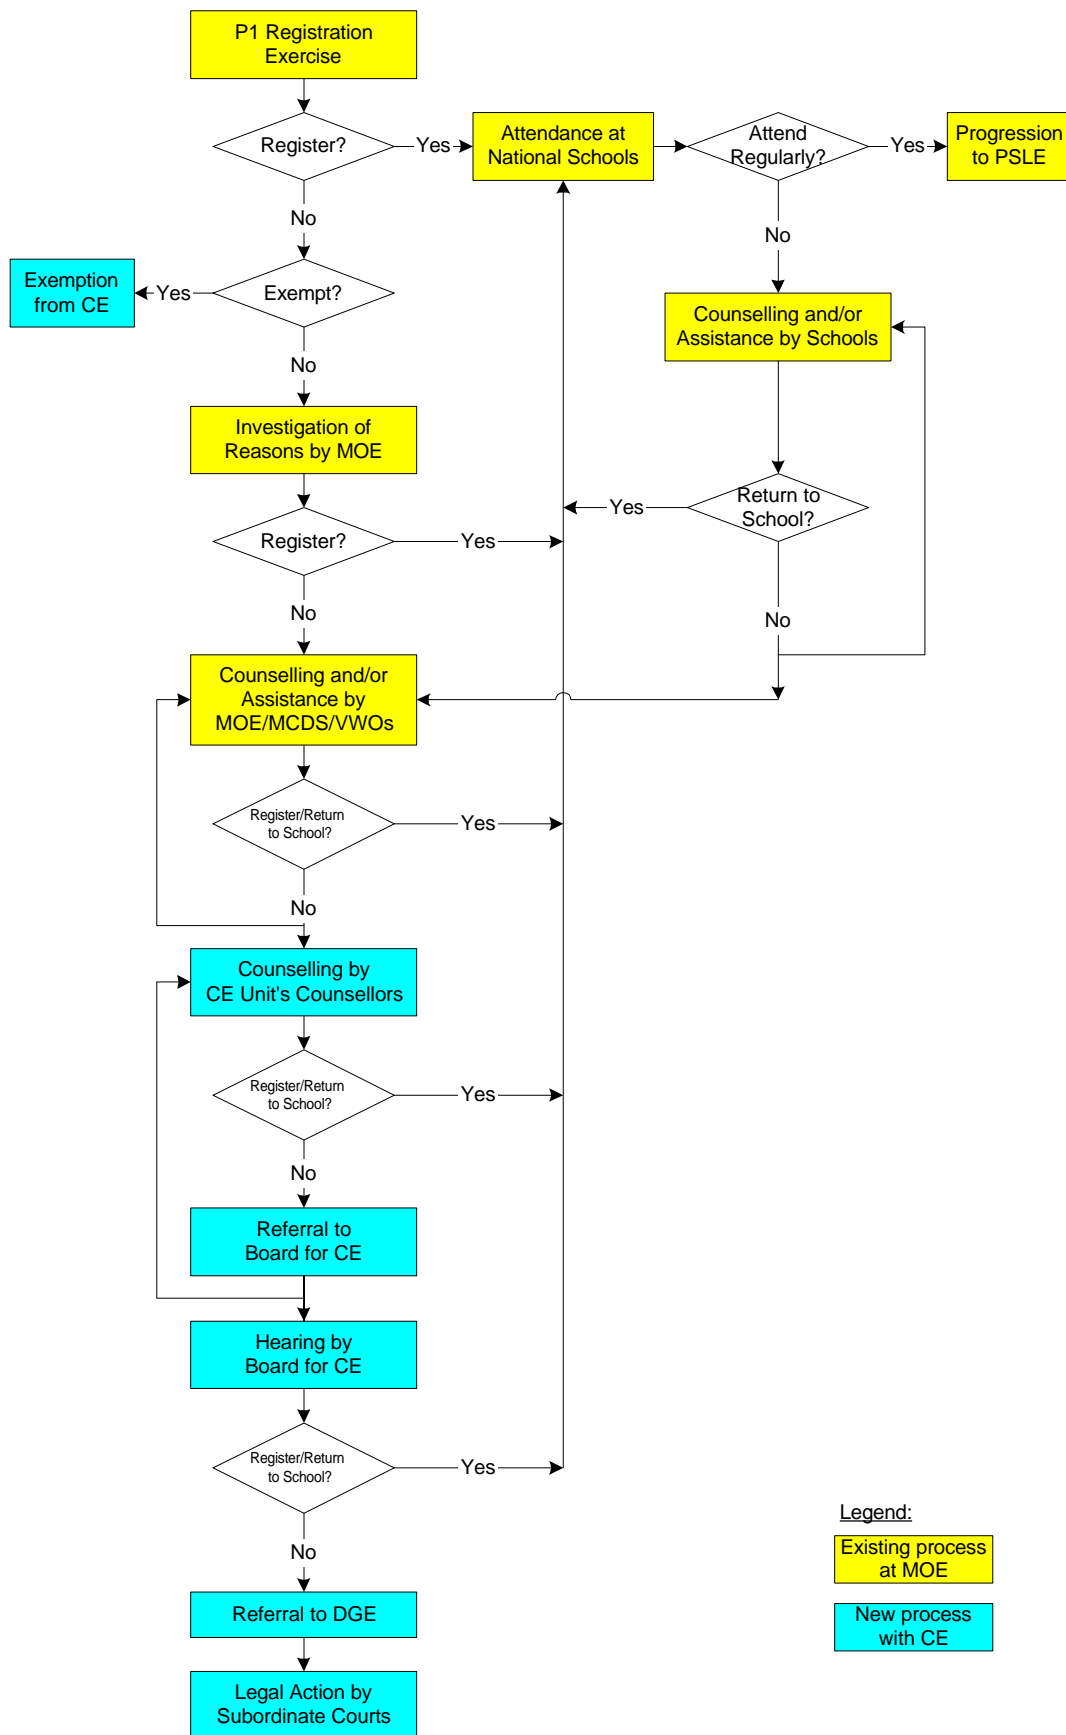 P1 Registration
Exercise
Register?
Yes
Attendance at
National Schools
Attend
Regularly?
Yes
Progression
to PSLE
No
No
Exemption
from CE
Yes
Exempt?
Counselling and/or
Assistance by Schools
No
Investigation of
Reasons by MOE
Return to
School?
Yes
Register?
Yes
No
No
Counselling and/or
Assistance by
MOE/MCDS/VWOs
Register/Return
to School?
Yes
No
Counselling by
CE Unit's Counsellors
Register/Return
to School?
Yes
No
Referral to
Board for CE
Hearing by
Board for CE
Register/Return
to School?
Yes
No
Referral to DGE
Legal Action by
Subordinate Courts
Legend:
Existing process
at MOE
New process
with CE